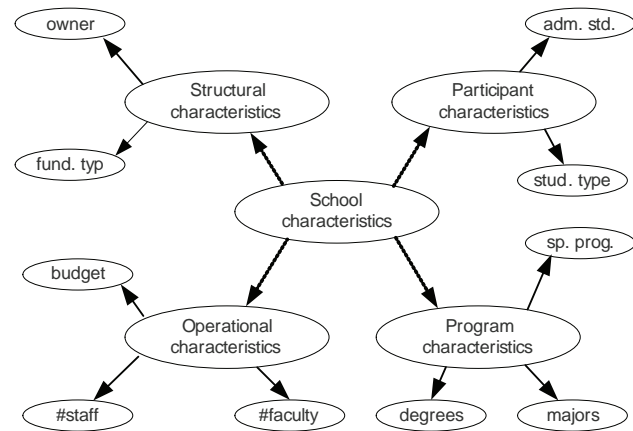 owner
adm. std.
Structural
characteristics
Participant
characteristics
fund. typ
stud. type
School
characteristics
sp. prog.
budget
Operational
characteristics
Program
characteristics
#staff
#faculty
degrees
majors